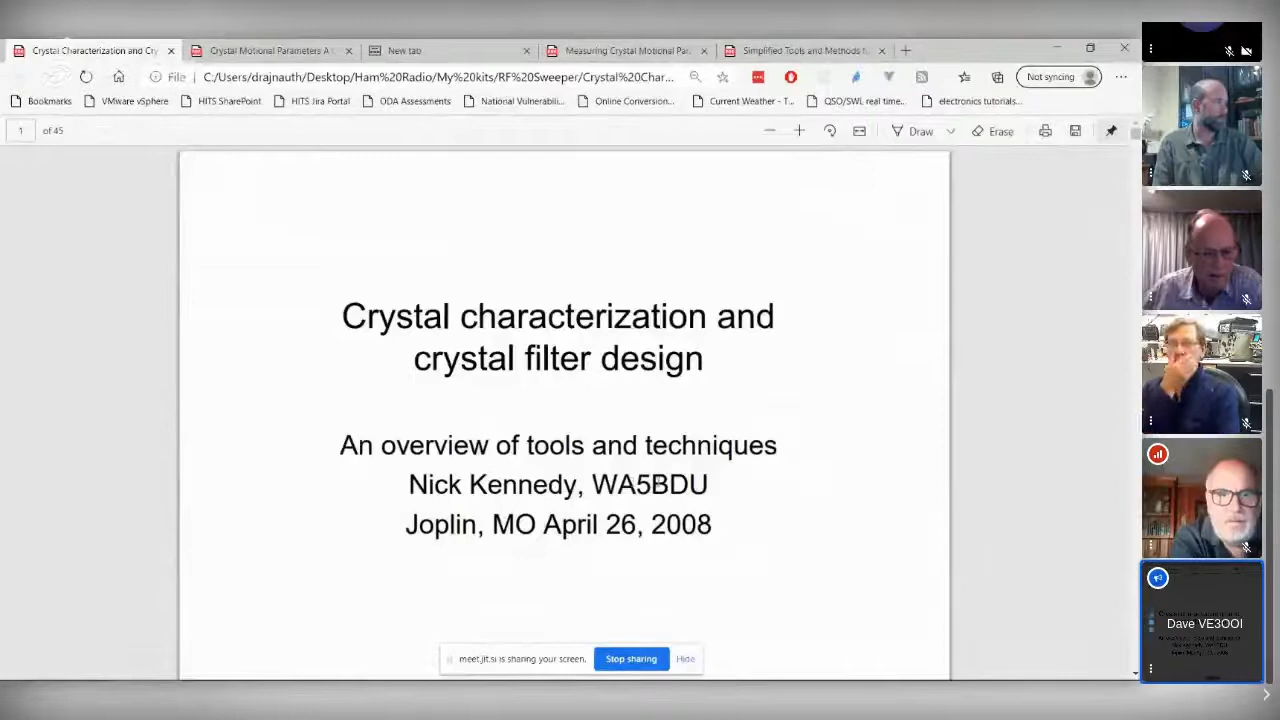 Crystal Characterization and Cry
Crystal Motional Parameters A
New tab
Measuring Crystal Motional Par
Simplified Tools and Methods f
File
C:/Users/drajnauth/Desktop/Ham%20Radio/My%20kits/RF%20Sweeper/Crystal%20Char...
Not syncing
Bookmarks
VMware vSphere
HITS SharePoint
HITS Jira Portal
ODA Assessments
National Vulnerabili...
Online Conversion...
Current Weather - T...
QSO/SWL real time...
electronics tutorials...
1 of 45
Draw
Erase
Crystal characterization and
crystal filter design
An overview of tools and techniques
Nick Kennedy, WA5BDU
Joplin, MO April 26, 2008
meet.jit.si is sharing your screen.
Stop sharing
Hide
Dave VE3OOI